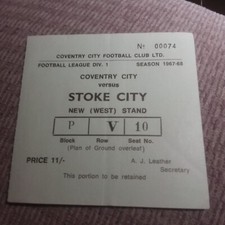 Nº 00074
COVENTRY CITY FOOTBALL CLUB LTD.
FOOTBALL LEAGUE DIV. 1 SEASON 1967-68
COVENTRY CITY
versus
STOKE CITY
NEW (WEST) STAND
P V 10
Block Row Seat No.
(Plan of Ground overleaf)
PRICE 11/- A. J. Leather
Secretary
This portion to be retained